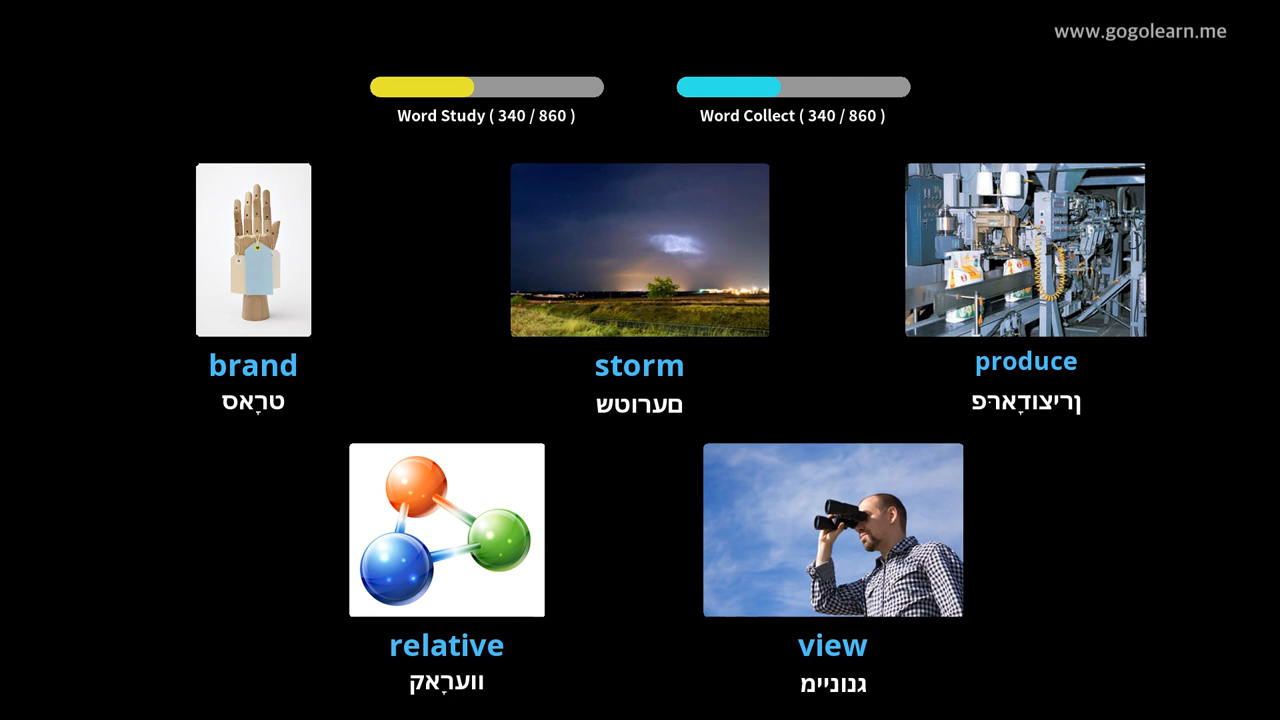 www.gogolearn.me
Word Study ( 340 / 860 )
Word Collect ( 340 / 860 )
brand
טרָאס
storm
םערוטש
produce
ןריצודָארּפ
relative
ווערָאק
view
גנוניימ